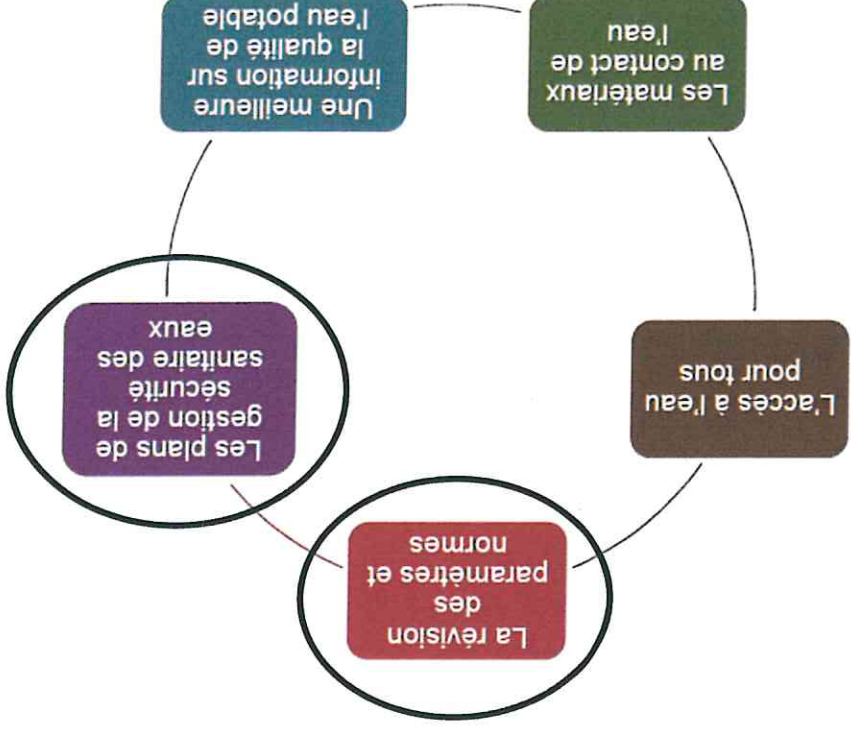 La révision
des
paramètres et
normes
Les plans de
gestion de la
sécurité
sanitaire des
eaux
Une meilleure
information sur
la qualité de
l'eau potable
Les matériaux
au contact de
l'eau
L'accès à l'eau
pour tous